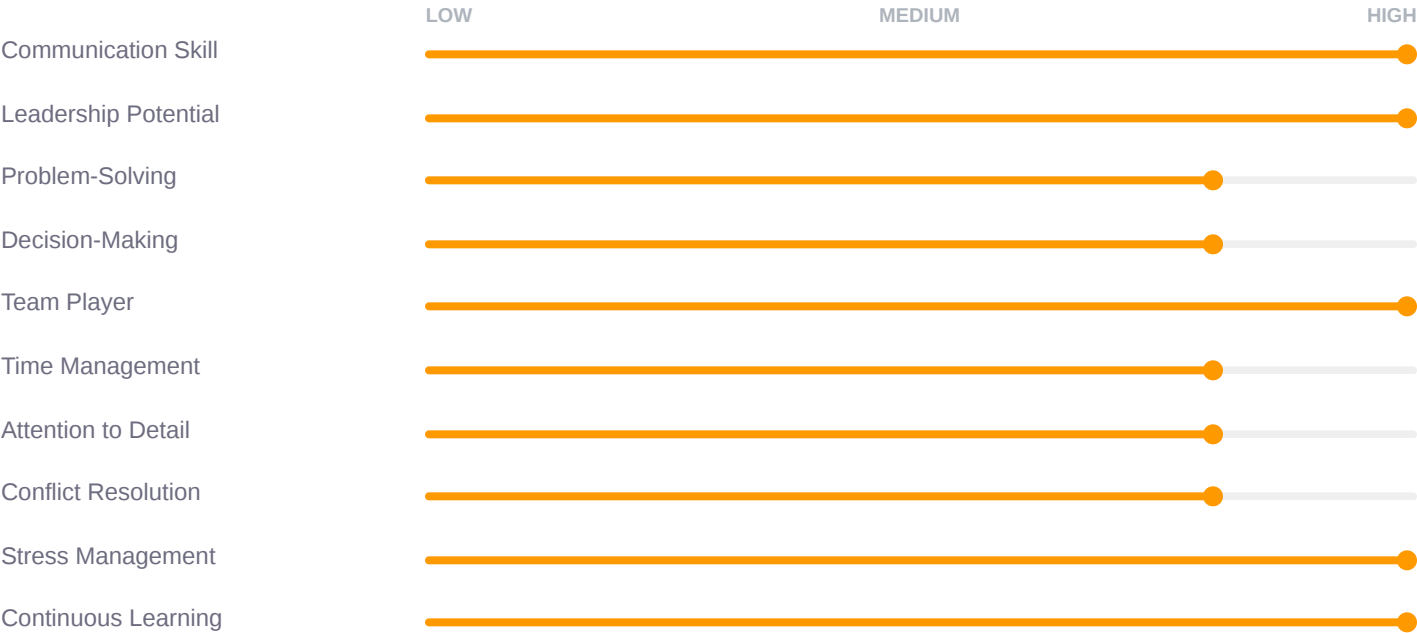 LOW MEDIUM HIGH
Communication Skill
Leadership Potential
Problem-Solving
Decision-Making
Team Player
Time Management
Attention to Detail
Conflict Resolution
Stress Management
Continuous Learning